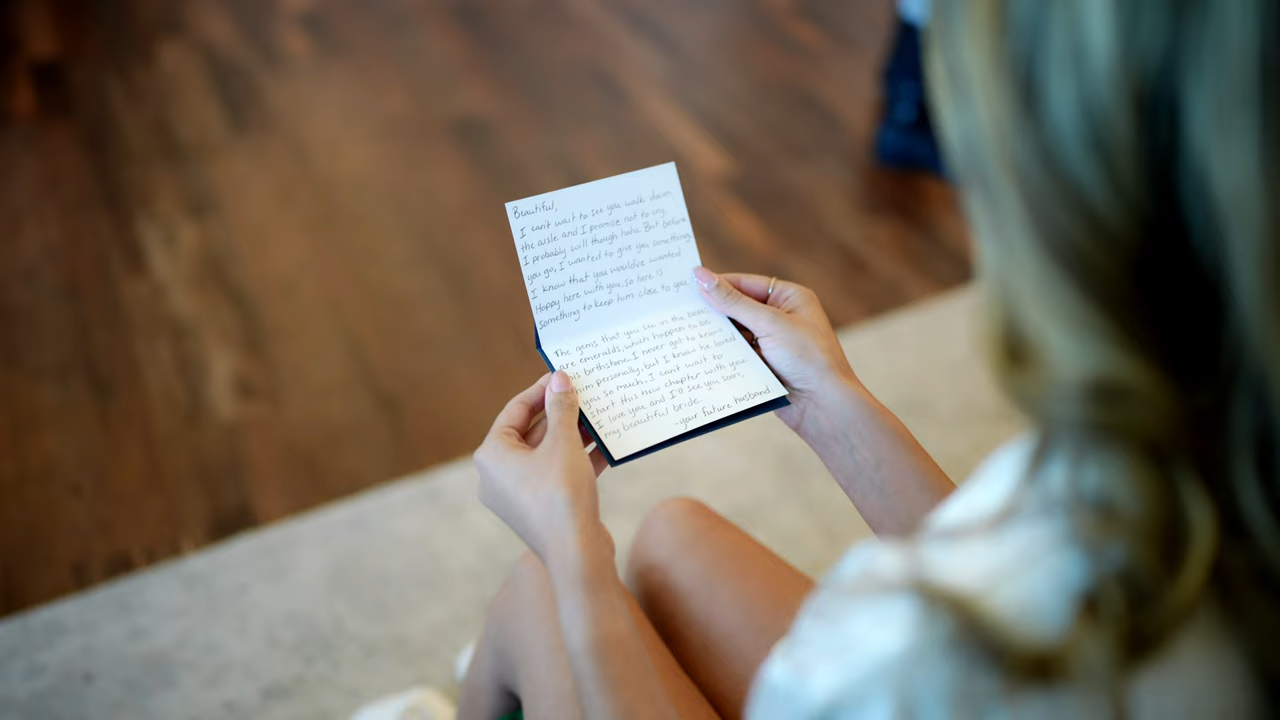 Beautiful,
I can't wait to see you walk down
the aisle and I promise not to cry.
I probably will though haha. But before
you go, I wanted to give you something.
I know that you would've wanted
Happy here with you, so here is
something to keep him close to you.
The gems that you see in the
are emeralds, which happen to be
his birthstone. I never got to know
him personally, but I know he loved
you so much. I can't wait to
start this new chapter with you.
I love you and I'll see you soon,
my beautiful bride.
-your future husband